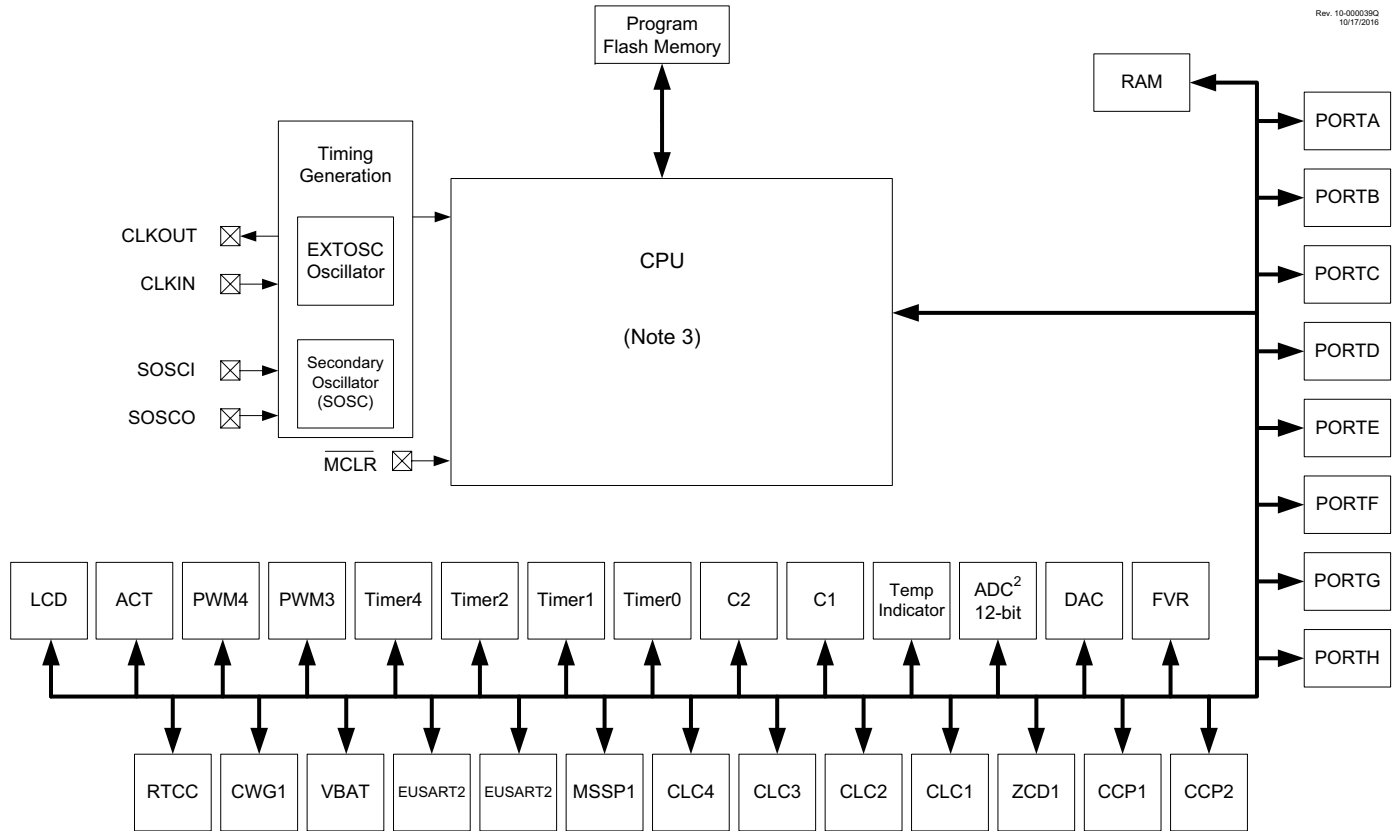 Rev. 10-000039Q
10/17/2016
Program
Flash Memory
RAM
PORTA
PORTB
PORTC
PORTD
PORTE
PORTF
PORTG
PORTH
Timing
Generation
EXTOSC
Oscillator
Secondary
Oscillator
(SOSC)
CLKOUT
CLKIN
SOSCI
SOSCO
MCLR
CPU
(Note 3)
LCD
ACT
PWM4
PWM3
Timer4
Timer2
Timer1
Timer0
C2
C1
Temp
Indicator
ADC²
12-bit
DAC
FVR
RTCC
CWG1
VBAT
EUSART2
EUSART2
MSSP1
CLC4
CLC3
CLC2
CLC1
ZCD1
CCP1
CCP2